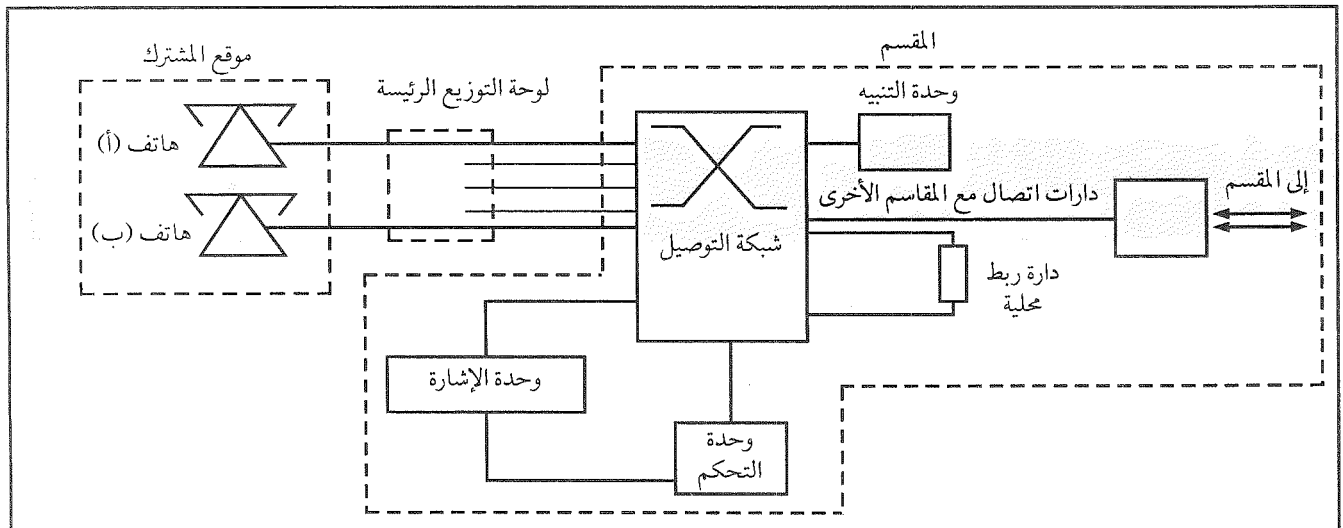 المقسم
موقع المشترك
لوحة التوزيع الرئيسة
وحدة التنبيه
هاتف (أ)
دارات اتصال مع المقاسم الأخرى
إلى المقسم
هاتف (ب)
شبكة التوصيل
دارة ربط
محلية
وحدة الإشارة
وحدة
التحكم